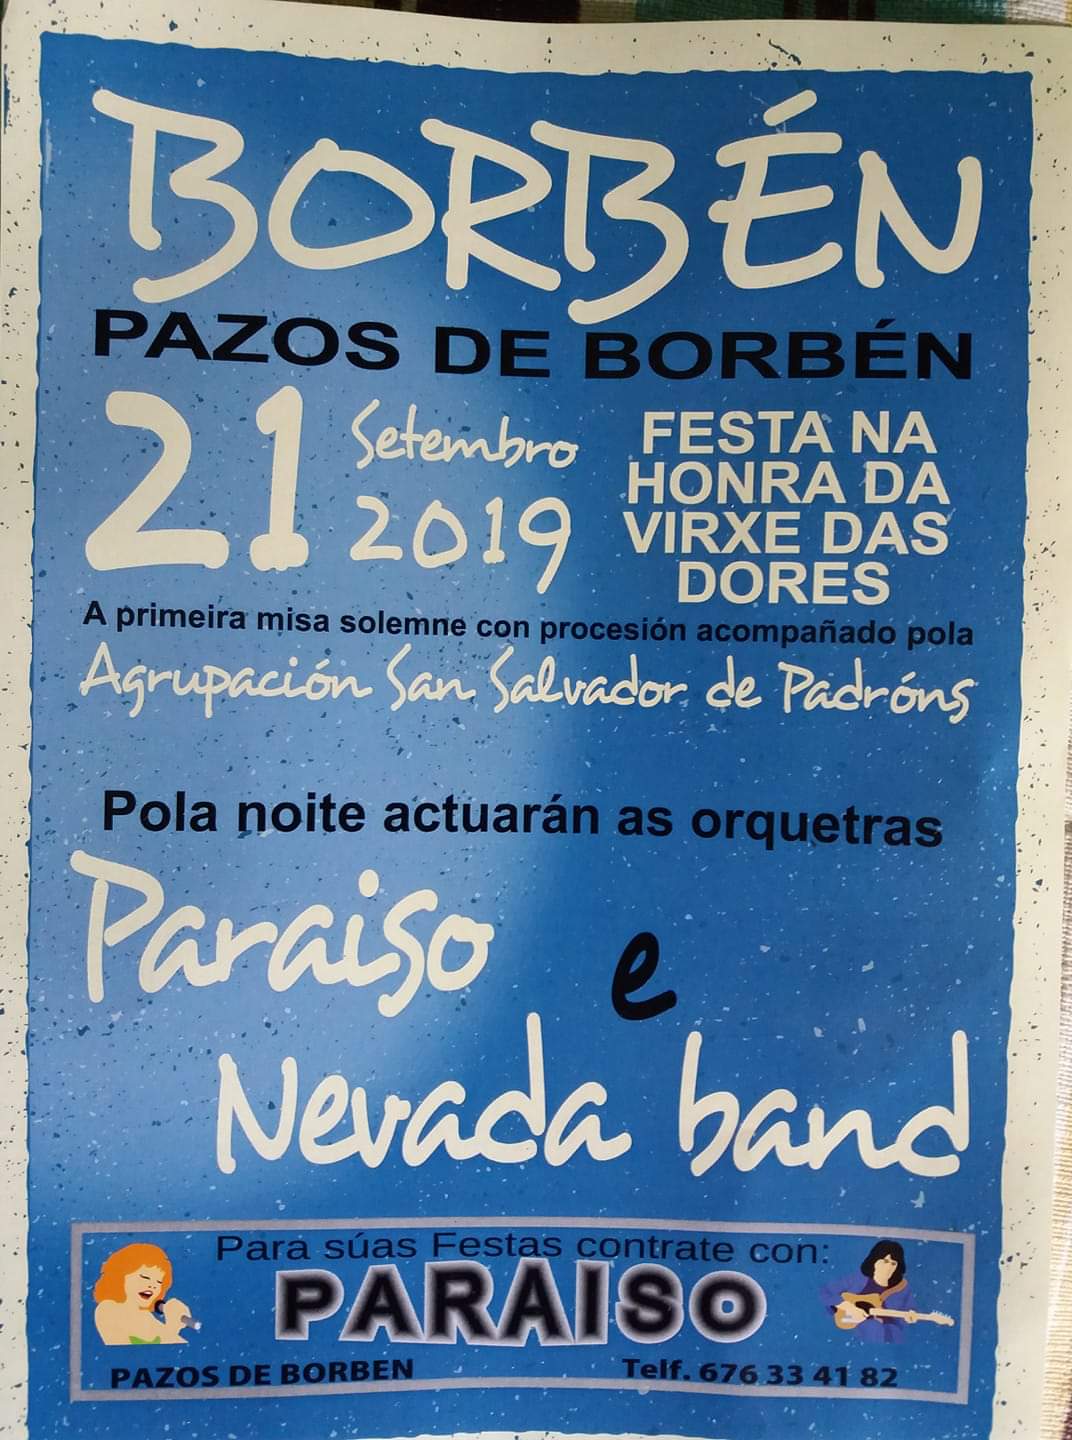 BORBÉN
PAZOS DE BORBÉN
21 Setembro 2019
FESTA NA
HONRA DA
VIRXE DAS
DORES
A primeira misa solemne con procesión acompañado pola
Agrupación San Salvador de Padróns
Pola noite actuarán as orquetras
Paraiso
e
Nevada band
Para súas Festas contrate con:
PARAISO
PAZOS DE BORBEN
Telf. 676 33 41 82